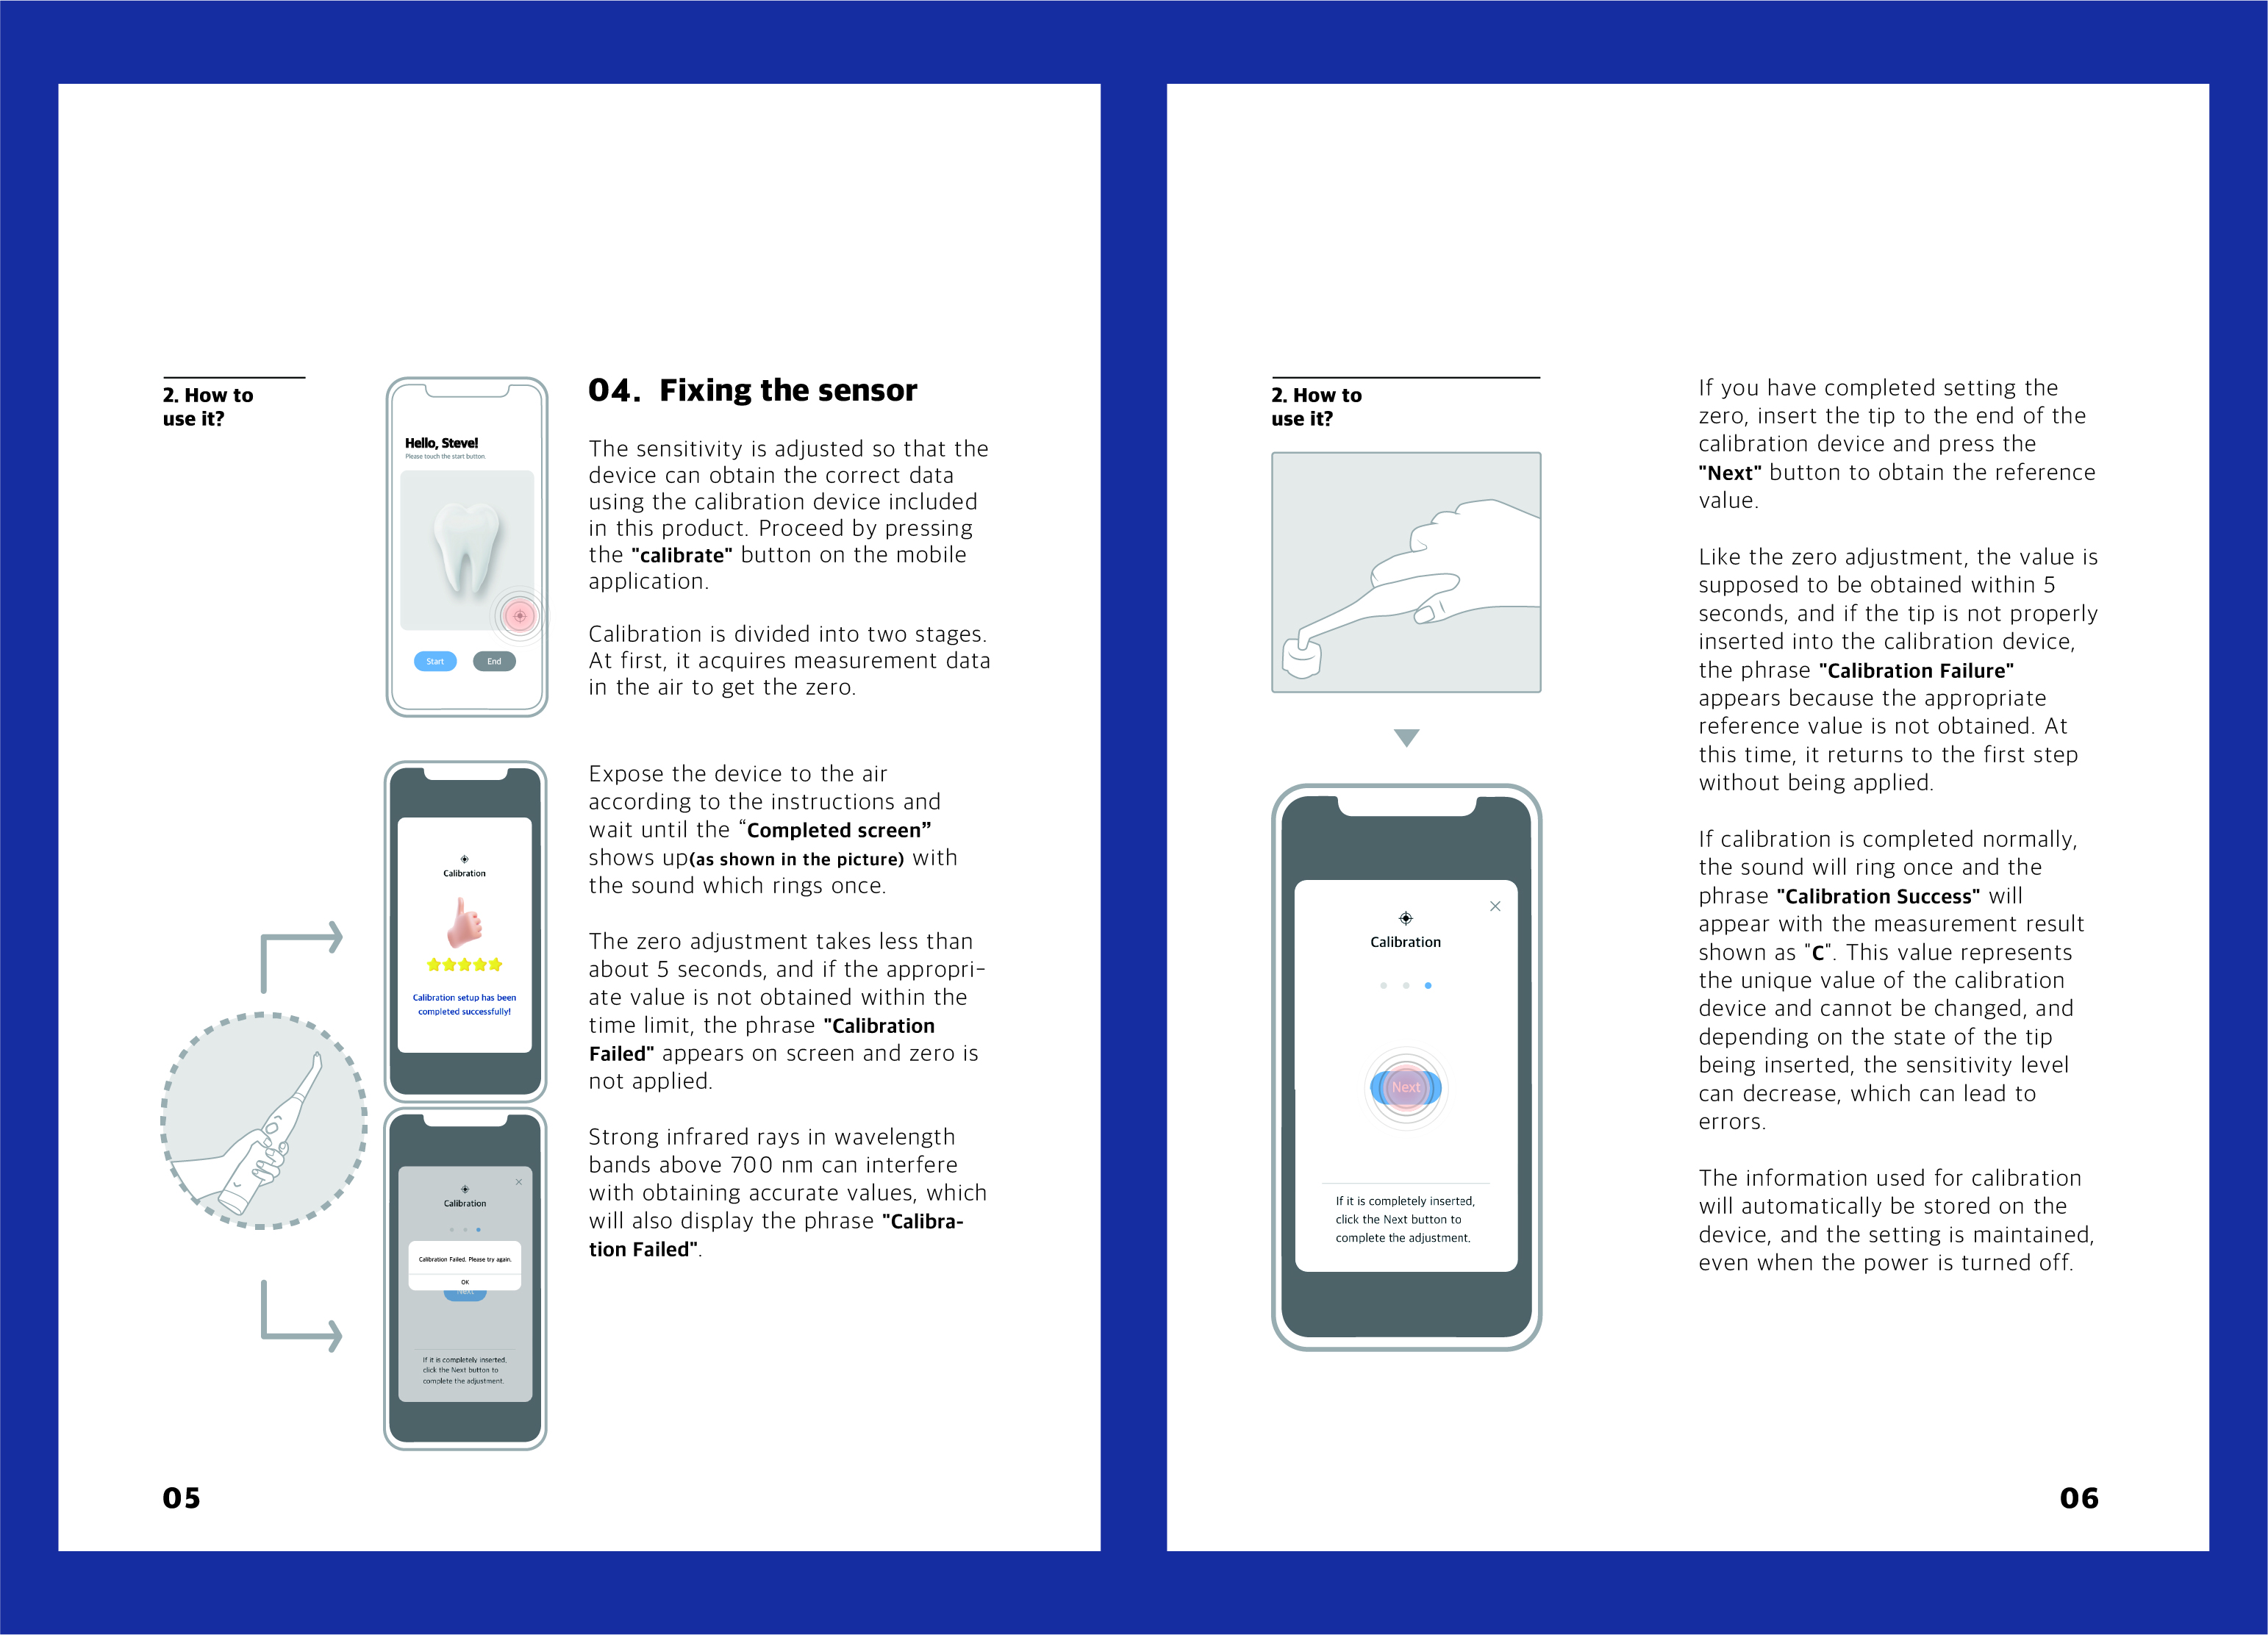 2. How to
use it?
Hello, Steve!
Please touch the start button.
Start
End
04. Fixing the sensor
The sensitivity is adjusted so that the
device can obtain the correct data
using the calibration device included
in this product. Proceed by pressing
the "calibrate" button on the mobile
application.
Calibration is divided into two stages.
At first, it acquires measurement data
in the air to get the zero.
Calibration
Calibration setup has been
completed successfully!
Calibration
Calibration Failed. Please try again.
OK
Next
If it is completely inserted,
click the Next button to
complete the adjustment.
Expose the device to the air
according to the instructions and
wait until the “Completed screen”
shows up(as shown in the picture) with
the sound which rings once.
The zero adjustment takes less than
about 5 seconds, and if the appropri-
ate value is not obtained within the
time limit, the phrase "Calibration
Failed" appears on screen and zero is
not applied.
Strong infrared rays in wavelength
bands above 700 nm can interfere
with obtaining accurate values, which
will also display the phrase "Calibra-
tion Failed".
05
2. How to
use it?
Calibration
Next
If it is completely inserted,
click the Next button to
complete the adjustment.
If you have completed setting the
zero, insert the tip to the end of the
calibration device and press the
"Next" button to obtain the reference
value.
Like the zero adjustment, the value is
supposed to be obtained within 5
seconds, and if the tip is not properly
inserted into the calibration device,
the phrase "Calibration Failure"
appears because the appropriate
reference value is not obtained. At
this time, it returns to the first step
without being applied.
If calibration is completed normally,
the sound will ring once and the
phrase "Calibration Success" will
appear with the measurement result
shown as "C". This value represents
the unique value of the calibration
device and cannot be changed, and
depending on the state of the tip
being inserted, the sensitivity level
can decrease, which can lead to
errors.
The information used for calibration
will automatically be stored on the
device, and the setting is maintained,
even when the power is turned off.
06